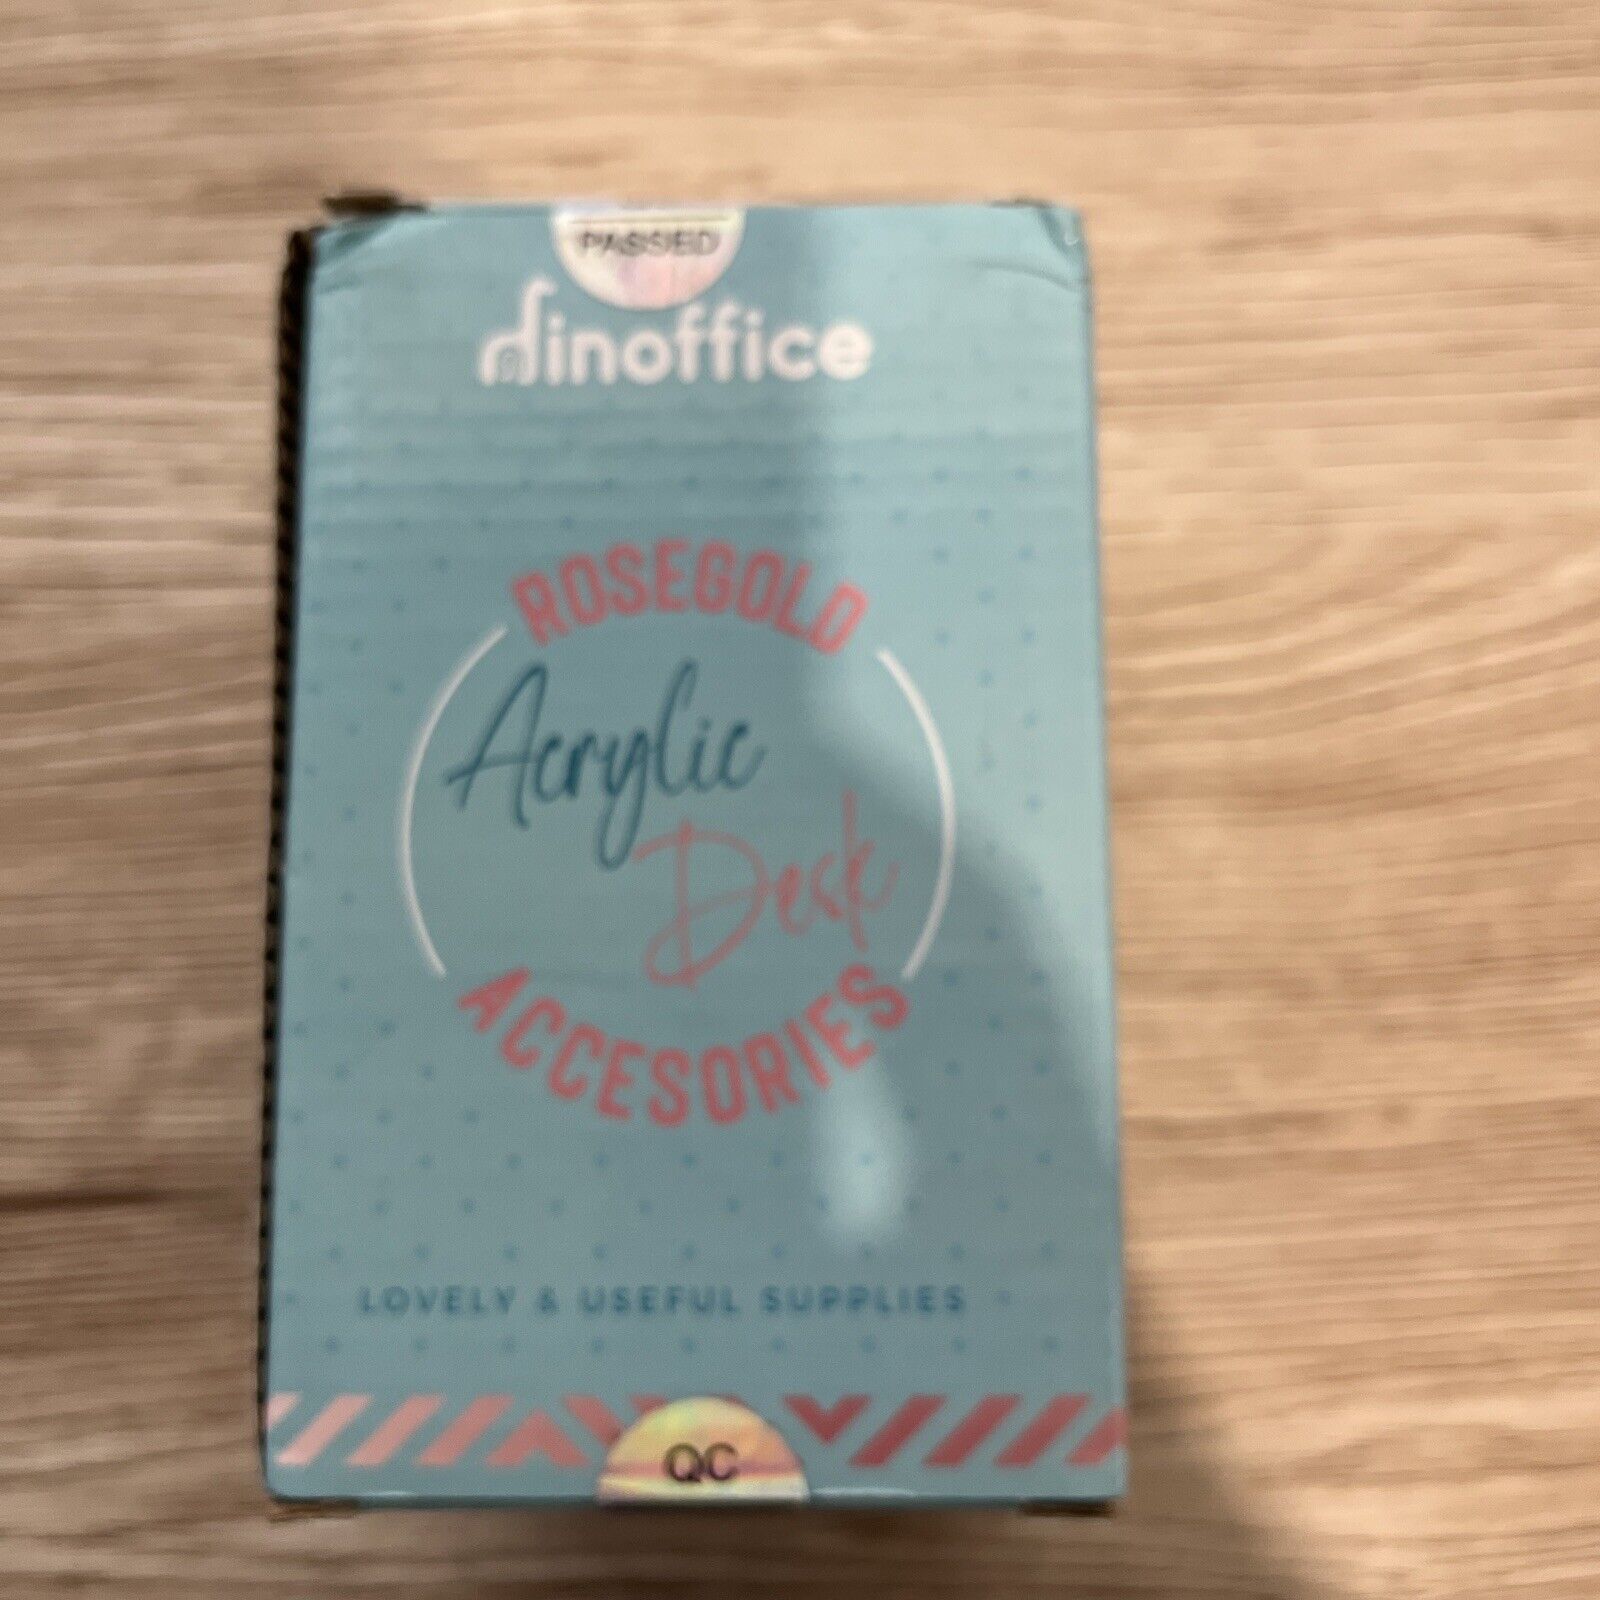 PASSED
dinoffice
ROSEGOLD
Acrylic
Desk
ACCESORIES
LOVELY & USEFUL SUPPLIES
QC